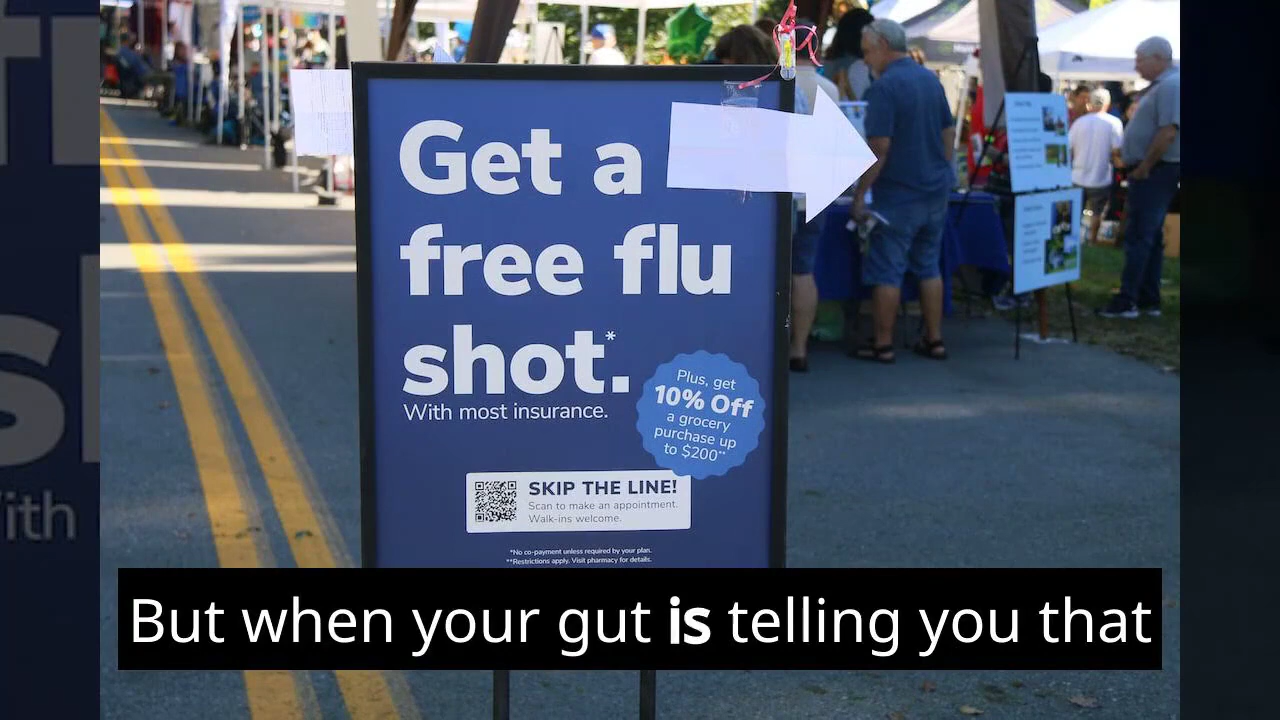 Get a
free flu
shot.*
With most insurance.
Plus, get
10% Off
a grocery
purchase up
to $200**
SKIP THE LINE!
Scan to make an appointment.
Walk-ins welcome.
*No co-payment unless required by your plan.
**Restrictions apply. Visit pharmacy for details.
But when your gut is telling you that